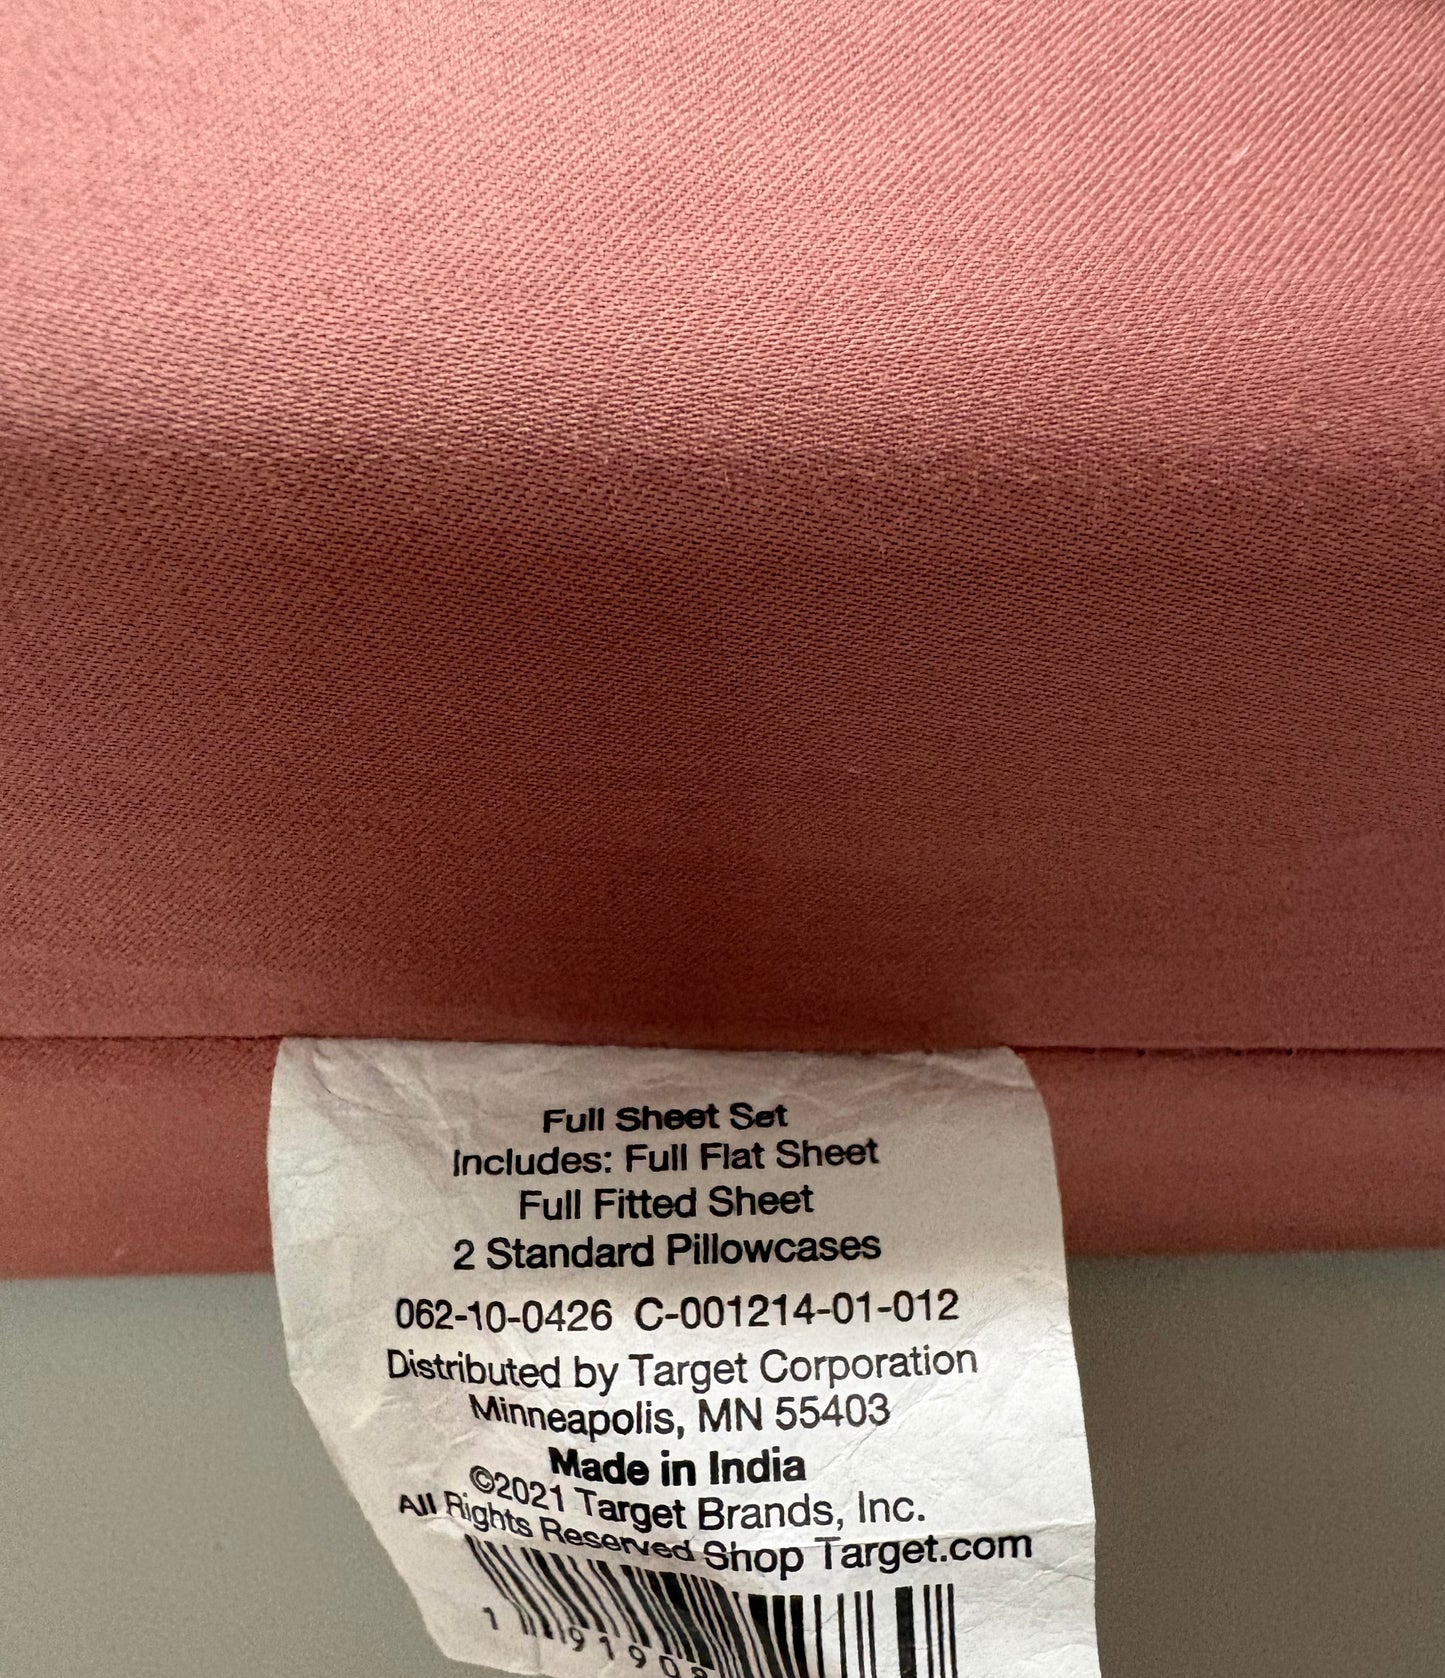 Full Sheet Set
Includes: Full Flat Sheet
Full Fitted Sheet
2 Standard Pillowcases
062-10-0426 C-001214-01-012
Distributed by Target Corporation
Minneapolis, MN 55403
Made in India
©2021 Target Brands, Inc.
All Rights Reserved Shop Target.com